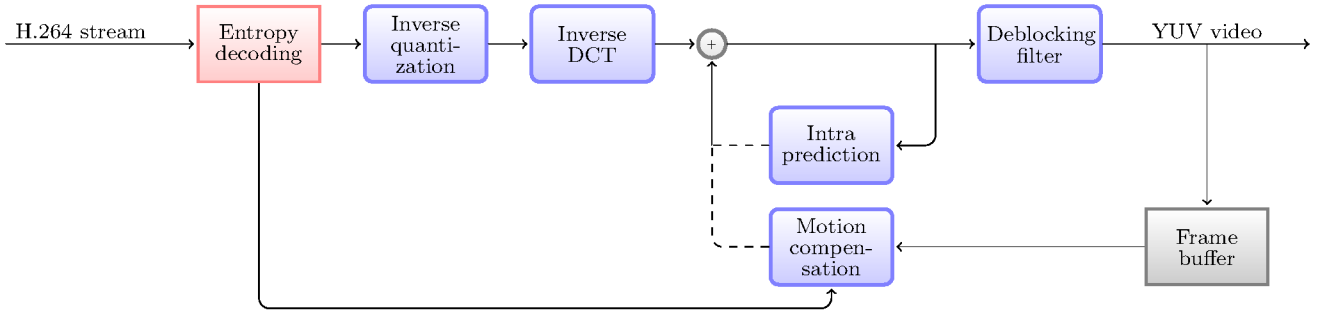 H.264 stream
Entropy
decoding
Inverse
quanti-
zation
Inverse
DCT
+
Deblocking
filter
YUV video
Intra
prediction
Motion
compen-
sation
Frame
buffer